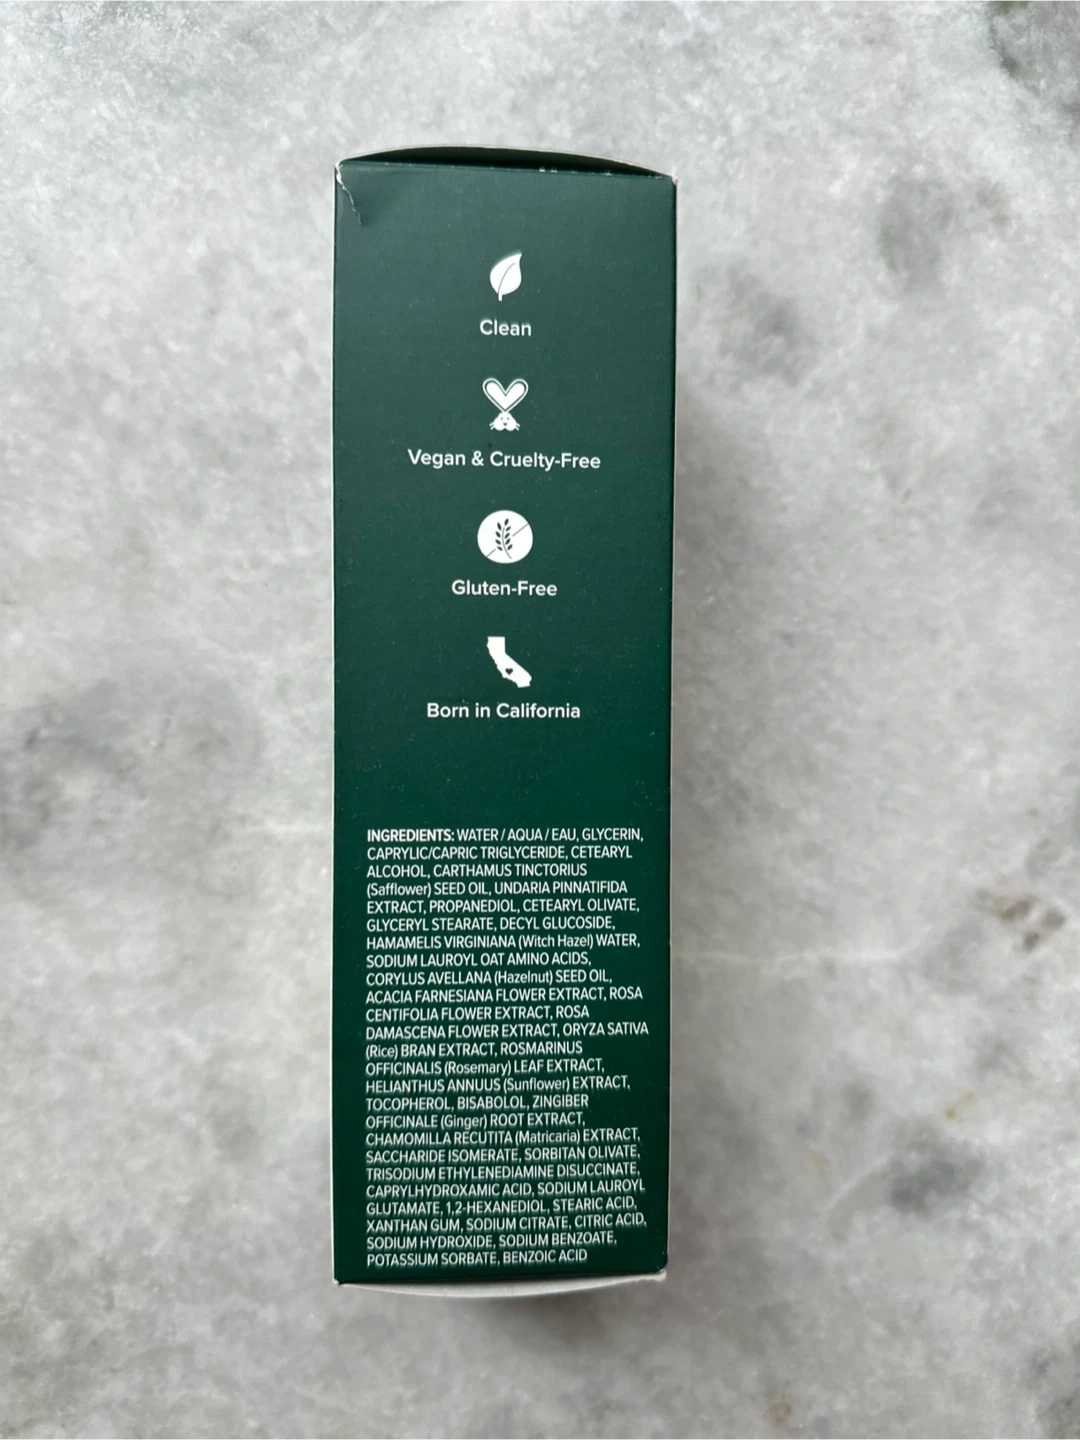 Clean
Vegan & Cruelty-Free
Gluten-Free
Born in California
INGREDIENTS: WATER / AQUA / EAU, GLYCERIN,
CAPRYLIC/CAPRIC TRIGLYCERIDE, CETEARYL
ALCOHOL, CARTHAMUS TINCTORIUS
(Safflower) SEED OIL, UNDARIA PINNATIFIDA
EXTRACT, PROPANEDIOL, CETEARYL OLIVATE,
GLYCERYL STEARATE, DECYL GLUCOSIDE,
HAMAMELIS VIRGINIANA (Witch Hazel) WATER,
SODIUM LAUROYL OAT AMINO ACIDS,
CORYLUS AVELLANA (Hazelnut) SEED OIL,
ACACIA FARNESIANA FLOWER EXTRACT, ROSA
CENTIFOLIA FLOWER EXTRACT, ROSA
DAMASCENA FLOWER EXTRACT, ORYZA SATIVA
(Rice) BRAN EXTRACT, ROSMARINUS
OFFICINALIS (Rosemary) LEAF EXTRACT,
HELIANTHUS ANNUUS (Sunflower) EXTRACT,
TOCOPHEROL, BISABOLOL, ZINGIBER
OFFICINALE (Ginger) ROOT EXTRACT,
CHAMOMILLA RECUTITA (Matricaria) EXTRACT,
SACCHARIDE ISOMERATE, SORBITAN OLIVATE,
TRISODIUM ETHYLENEDIAMINE DISUCCINATE,
CAPRYLHYDROXAMIC ACID, SODIUM LAUROYL
GLUTAMATE, 1,2-HEXANEDIOL, STEARIC ACID,
XANTHAN GUM, SODIUM CITRATE, CITRIC ACID,
SODIUM HYDROXIDE, SODIUM BENZOATE,
POTASSIUM SORBATE, BENZOIC ACID